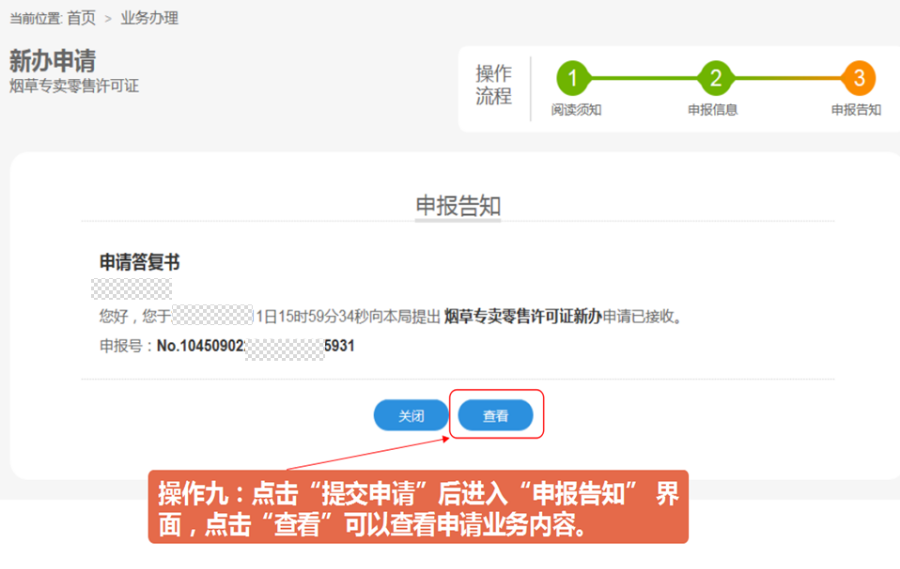 当前位置: 首页 > 业务办理
新办申请
烟草专卖零售许可证
操作
流程
1
2
3
阅读须知
申报信息
申报告知
申报告知
申请答复书
您好，您于 1日15时59分34秒向本局提出 烟草专卖零售许可证新办申请已接收。
申报号：No.10450902 5931
关闭
查看
操作九：点击“提交申请”后进入“申报告知” 界
面，点击“查看”可以查看申请业务内容。